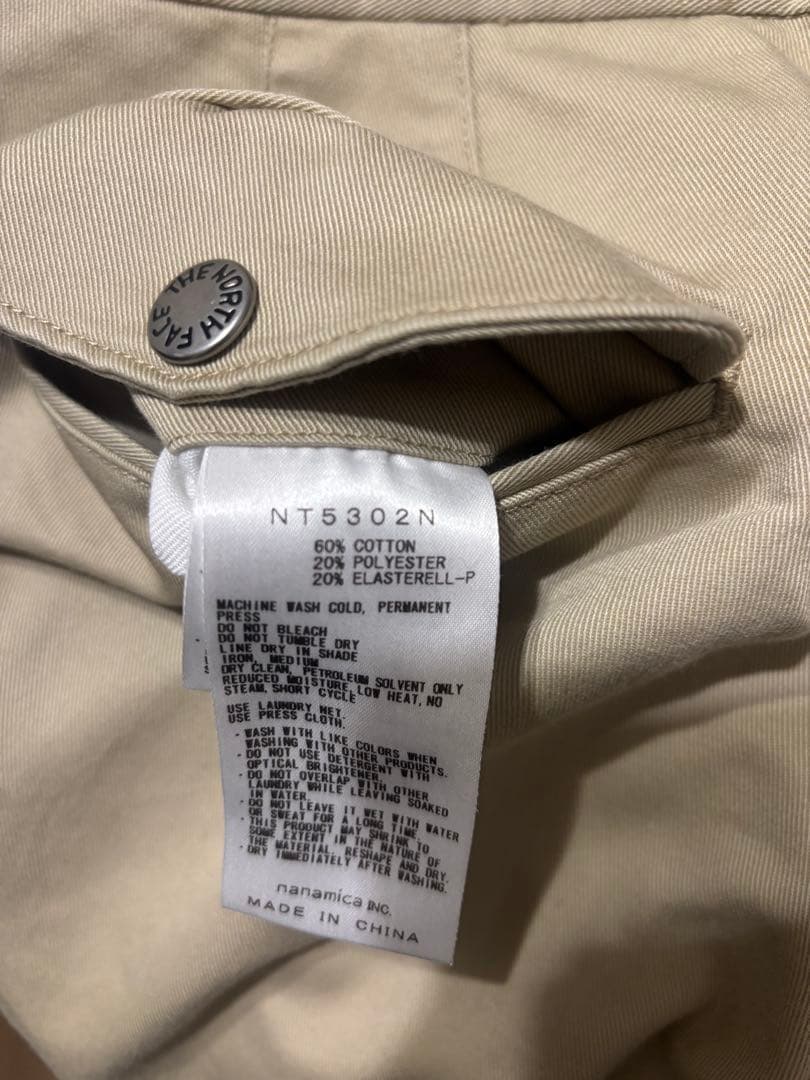 THE NORTH FACE
NT5302N
60% COTTON
20% POLYESTER
20% ELASTERELL-P
MACHINE WASH COLD, PERMANENT
PRESS
DO NOT BLEACH
DO NOT TUMBLE DRY
LINE DRY IN SHADE
IRON, MEDIUM
DRY CLEAN, PETROLEUM SOLVENT ONLY
REDUCED MOISTURE, LOW HEAT, NO
STEAM, SHORT CYCLE
USE LAUNDRY NET.
USE PRESS CLOTH.
・WASH WITH LIKE COLORS WHEN
WASHING WITH OTHER PRODUCTS.
・DO NOT USE DETERGENT WITH
OPTICAL BRIGHTENER.
・DO NOT OVERLAP WITH OTHER
LAUNDRY WHILE LEAVING SOAKED
IN WATER.
・DO NOT LEAVE IT WET WITH WATER
OR SWEAT FOR A LONG TIME.
・THIS PRODUCT MAY SHRINK TO
SOME EXTENT IN THE NATURE OF
THE MATERIAL. RESHAPE AND DRY.
・DRY IMMEDIATELY AFTER WASHING.
nanamica INC.
MADE IN CHINA